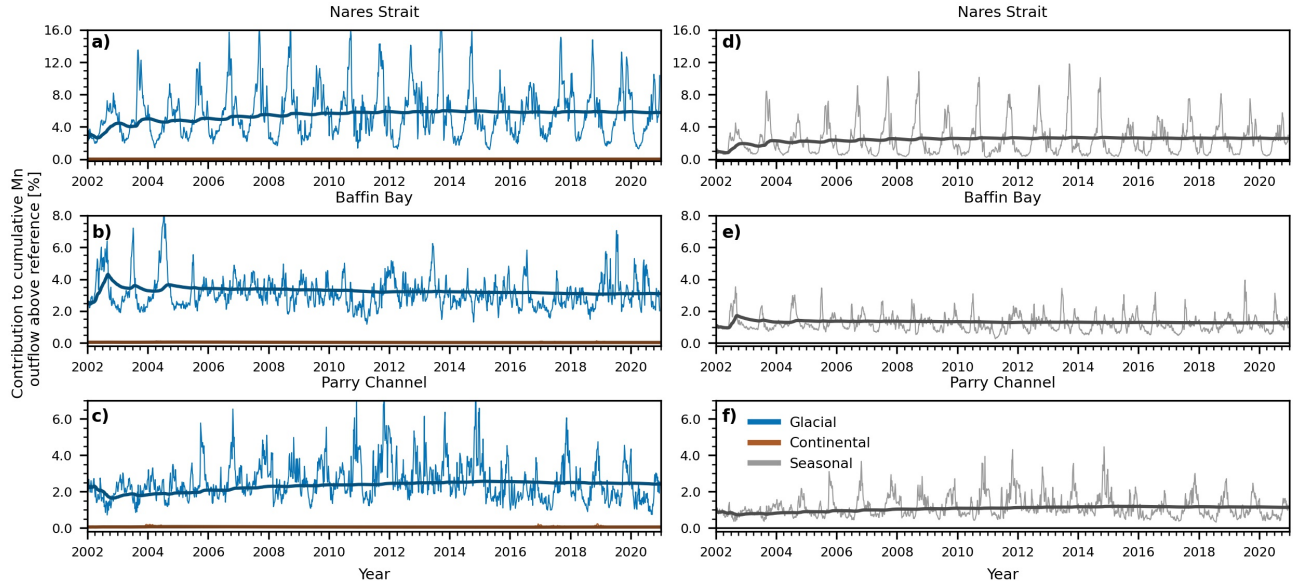 Nares Strait
a)
16.0
12.0
8.0
4.0
0.0
2002 2004 2006 2008 2010 2012 2014 2016 2018 2020
Nares Strait
d)
16.0
12.0
8.0
4.0
0.0
2002 2004 2006 2008 2010 2012 2014 2016 2018 2020
Contribution to cumulative Mn
outflow above reference [%]
Baffin Bay
b)
8.0
6.0
4.0
2.0
0.0
2002 2004 2006 2008 2010 2012 2014 2016 2018 2020
Baffin Bay
e)
8.0
6.0
4.0
2.0
0.0
2002 2004 2006 2008 2010 2012 2014 2016 2018 2020
Parry Channel
c)
6.0
4.0
2.0
0.0
2002 2004 2006 2008 2010 2012 2014 2016 2018 2020
Year
Parry Channel
f)
Glacial
Continental
Seasonal
6.0
4.0
2.0
0.0
2002 2004 2006 2008 2010 2012 2014 2016 2018 2020
Year